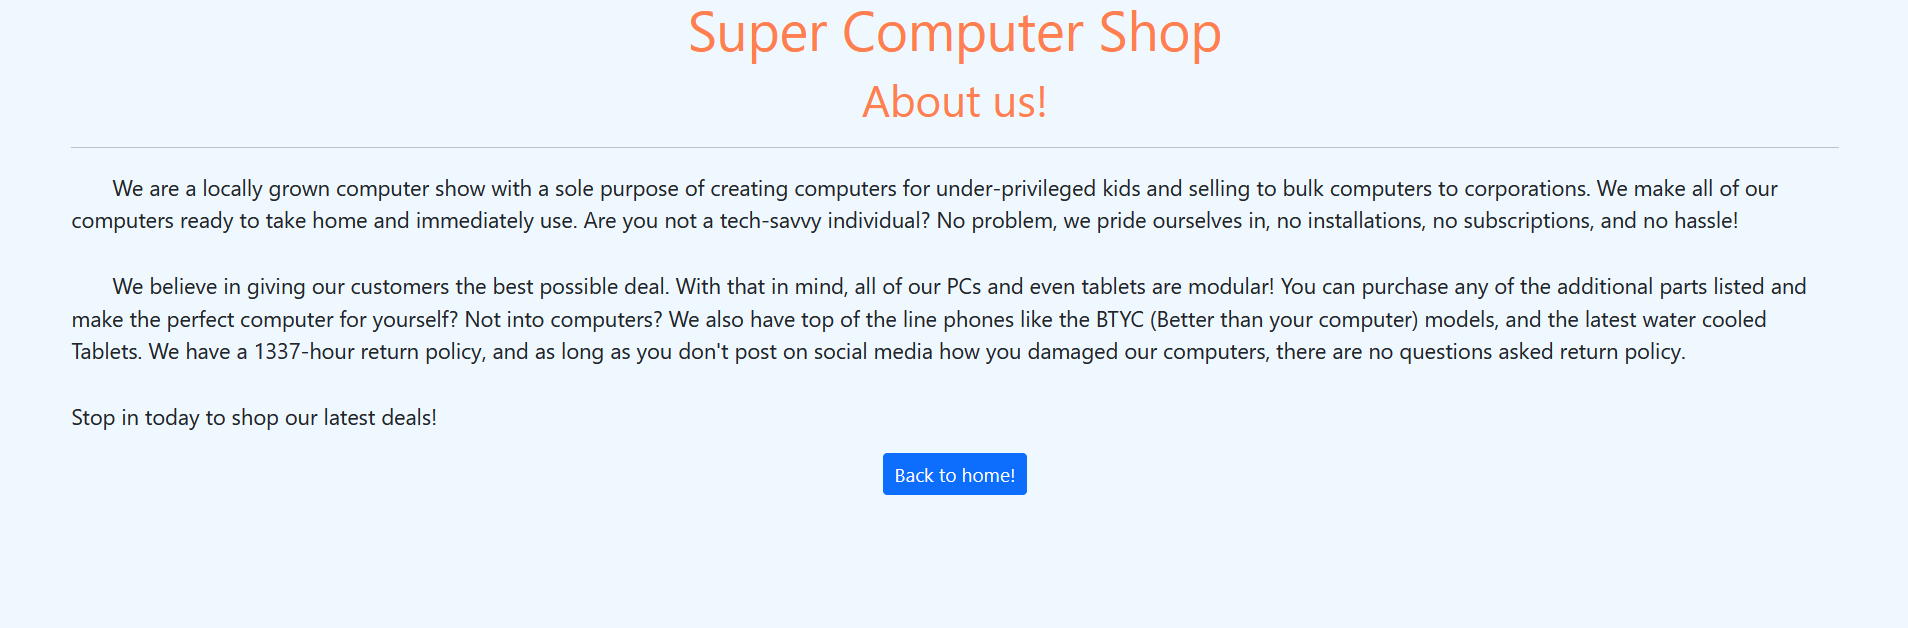 Super Computer Shop
About us!
We are a locally grown computer show with a sole purpose of creating computers for under-privileged kids and selling to bulk computers to corporations. We make all of our
computers ready to take home and immediately use. Are you not a tech-savvy individual? No problem, we pride ourselves in, no installations, no subscriptions, and no hassle!
We believe in giving our customers the best possible deal. With that in mind, all of our PCs and even tablets are modular! You can purchase any of the additional parts listed and
make the perfect computer for yourself? Not into computers? We also have top of the line phones like the BTYC (Better than your computer) models, and the latest water cooled
Tablets. We have a 1337-hour return policy, and as long as you don't post on social media how you damaged our computers, there are no questions asked return policy.
Stop in today to shop our latest deals!
Back to home!